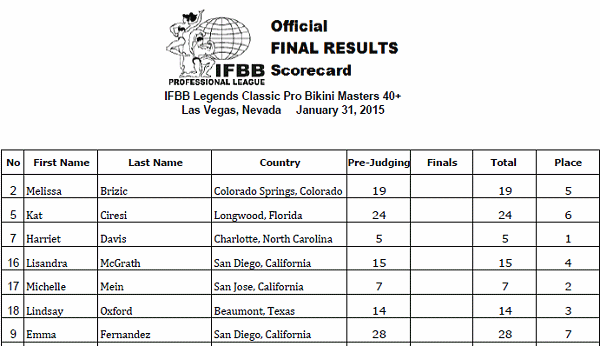 Official
FINAL RESULTS
Scorecard
IFBB
PROFESSIONAL LEAGUE
IFBB Legends Classic Pro Bikini Masters 40+
Las Vegas, Nevada January 31, 2015
No First Name Last Name Country Pre-Judging Finals Total Place
2 Melissa Brizic Colorado Springs, Colorado 19 19 5
5 Kat Ciresi Longwood, Florida 24 24 6
7 Harriet Davis Charlotte, North Carolina 5 5 1
16 Lisandra McGrath San Diego, California 15 15 4
17 Michelle Mein San Jose, California 7 7 2
18 Lindsay Oxford Beaumont, Texas 14 14 3
9 Emma Fernandez San Diego, California 28 28 7